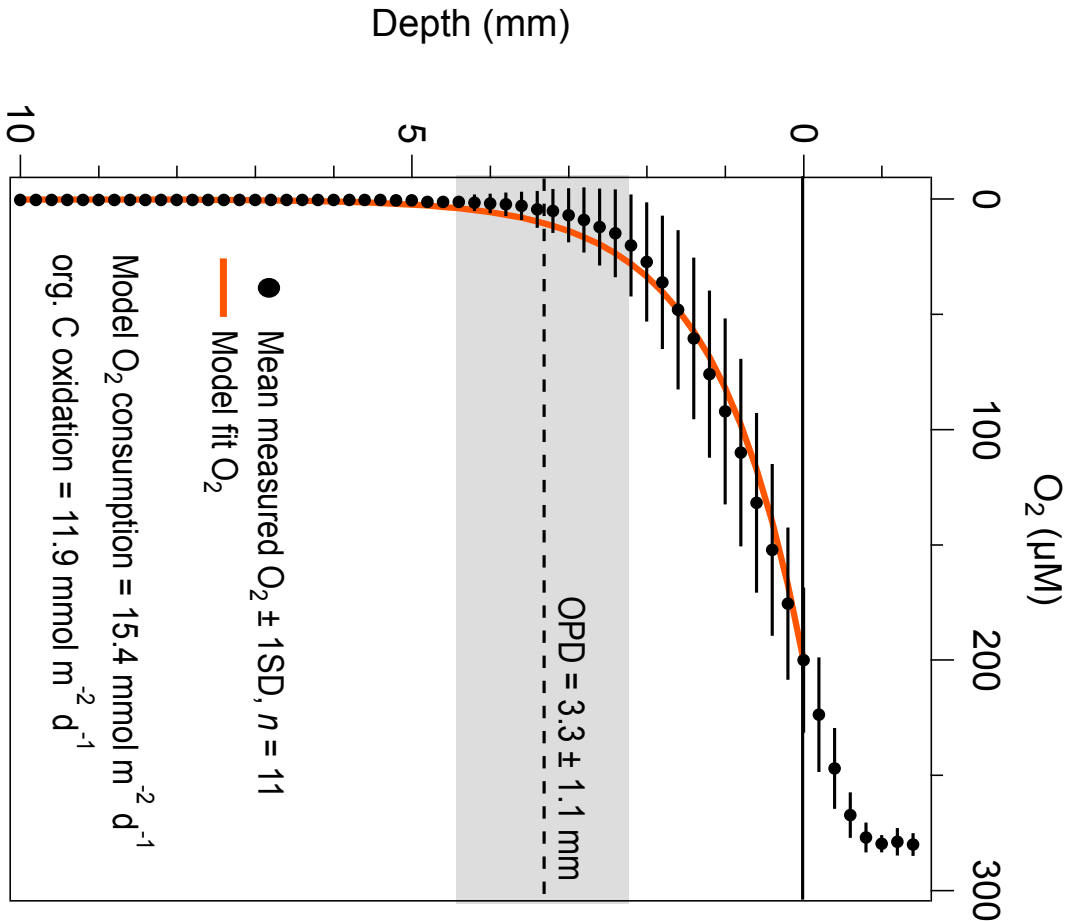 O₂ (µM)
0
100
200
300
Depth (mm)
0
5
10
OPD = 3.3 ± 1.1 mm
Mean measured O₂ ± 1SD, n = 11
Model fit O₂
Model O₂ consumption = 15.4 mmol m⁻² d⁻¹
org. C oxidation = 11.9 mmol m⁻² d⁻¹